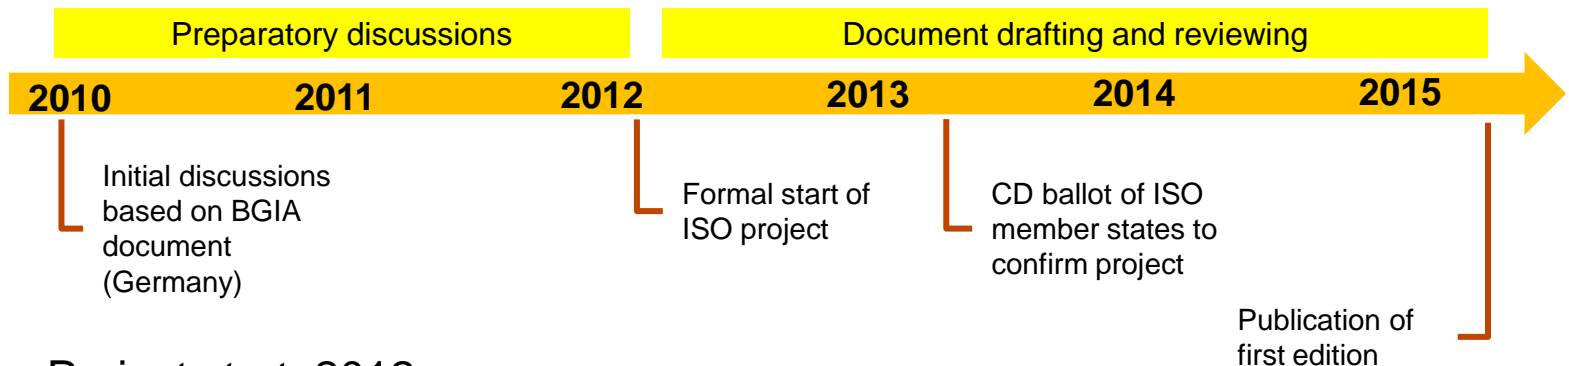 Preparatory discussions
Document drafting and reviewing
2010 2011 2012 2013 2014 2015
Initial discussions
based on BGIA
document
(Germany)
Formal start of
ISO project
CD ballot of ISO
member states to
confirm project
Publication of
first edition